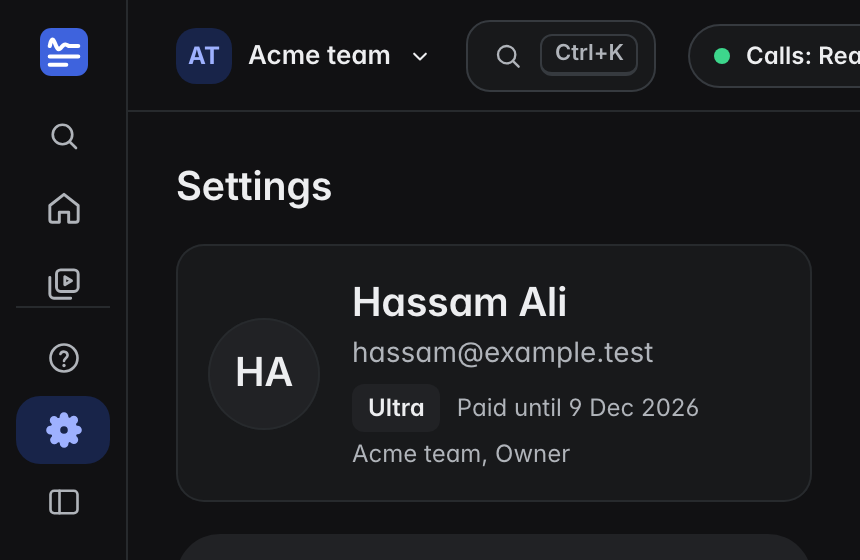 AT Acme team Ctrl+K Calls: Rea
Settings
HA
Hassam Ali
hassam@example.test
Ultra Paid until 9 Dec 2026
Acme team, Owner